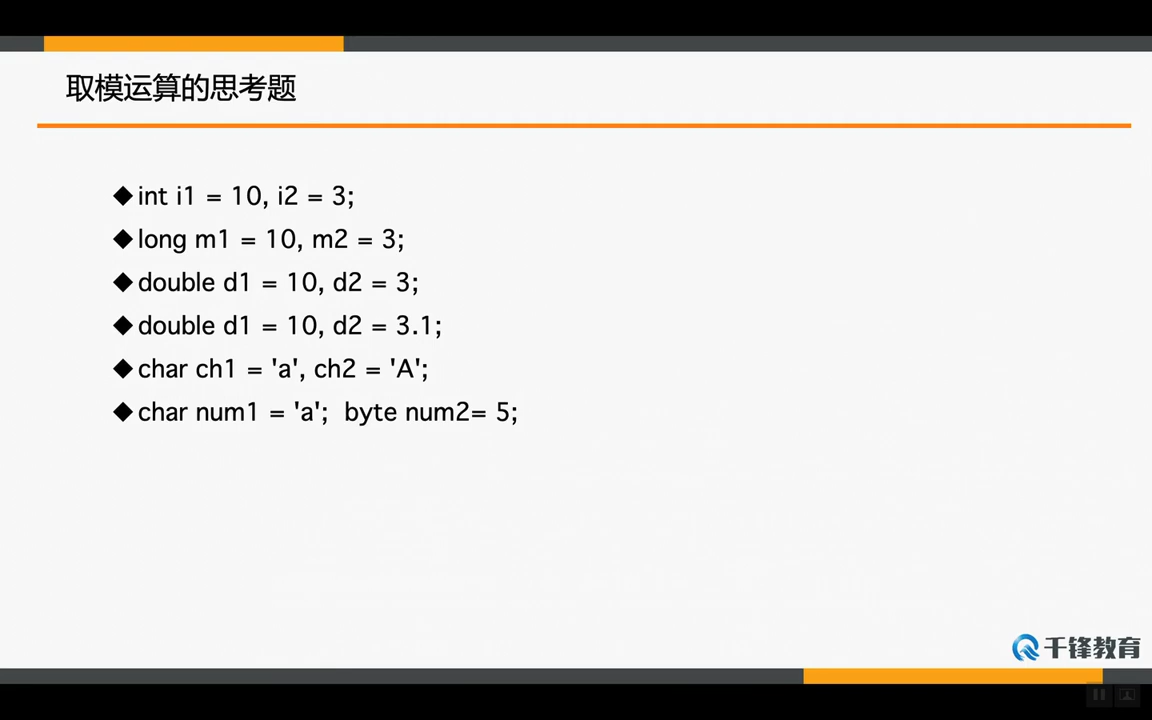 取模运算的思考题
◆int i1 = 10, i2 = 3;
◆long m1 = 10, m2 = 3;
◆double d1 = 10, d2 = 3;
◆double d1 = 10, d2 = 3.1;
◆char ch1 = 'a', ch2 = 'A';
◆char num1 = 'a';  byte num2= 5;
千锋教育